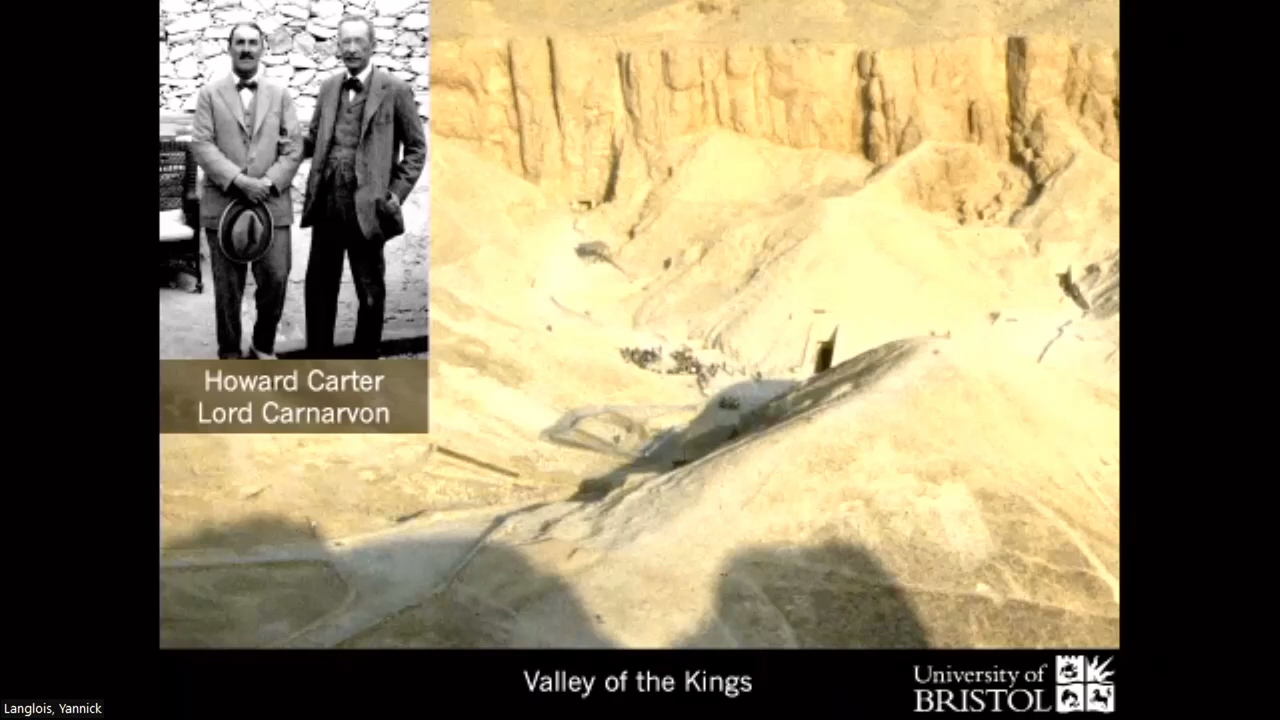 Howard Carter
Lord Carnarvon
Valley of the Kings
University of
BRISTOL
Langlois, Yannick